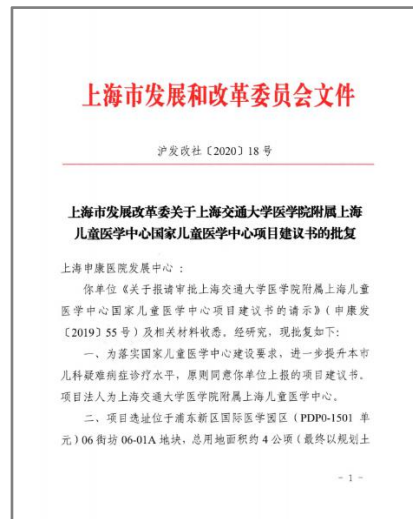 上海市发展和改革委员会文件
沪发改社〔2020〕18 号
上海市发展改革委关于上海交通大学医学院附属上海
儿童医学中心国家儿童医学中心项目建议书的批复
上海申康医院发展中心：
你单位《关于报请审批上海交通大学医学院附属上海儿童
医学中心国家儿童医学中心项目建议书的请示》（申康发
〔2019〕55 号）及相关材料收悉。经研究，现批复如下：
一、为落实国家儿童医学中心建设要求，进一步提升本市
儿科疑难病症诊疗水平，原则同意你单位上报的项目建议书。
项目法人为上海交通大学医学院附属上海儿童医学中心。
二、项目选址位于浦东新区国际医学园区（PDP0-1501 单
元）06 街坊 06-01A 地块，总用地面积约 4 公顷（最终以规划土
- 1 -